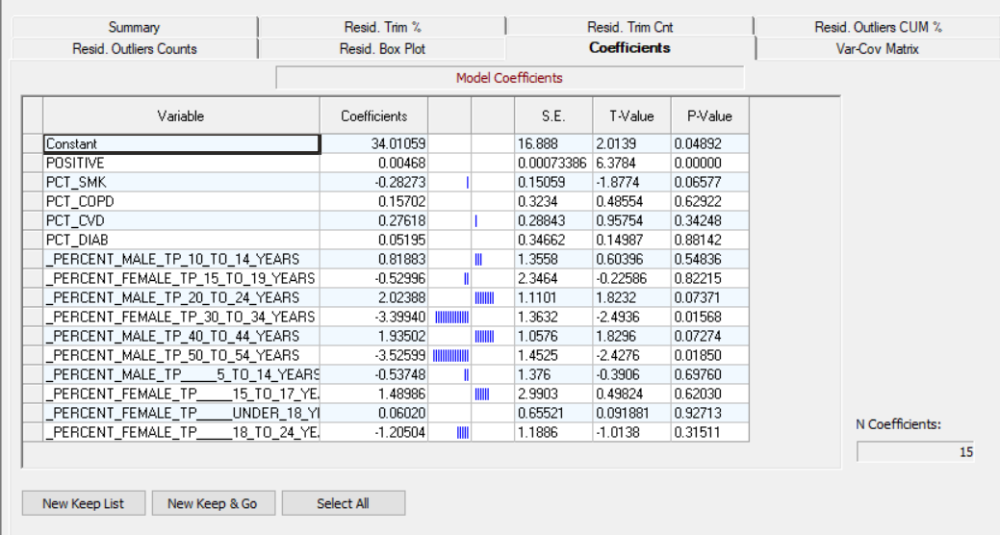 Summary Resid. Trim % Resid. Trim Cnt Resid. Outliers CUM %
Resid. Outliers Counts Resid. Box Plot Coefficients Var-Cov Matrix
Model Coefficients
Variable Coefficients S.E. T-Value P-Value
Constant 34.01059 16.888 2.0139 0.04892
POSITIVE 0.00468 0.00073386 6.3784 0.00000
PCT_SMK -0.28273 0.15059 -1.8774 0.06577
PCT_COPD 0.15702 0.3234 0.48554 0.62922
PCT_CVD 0.27618 0.28843 0.95754 0.34248
PCT_DIAB 0.05195 0.34662 0.14987 0.88142
_PERCENT_MALE_TP_10_TO_14_YEARS 0.81883 1.3558 0.60396 0.54836
_PERCENT_FEMALE_TP_15_TO_19_YEARS -0.52996 2.3464 -0.22586 0.82215
_PERCENT_MALE_TP_20_TO_24_YEARS 2.02388 1.1101 1.8232 0.07371
_PERCENT_FEMALE_TP_30_TO_34_YEARS -3.39940 1.3632 -2.4936 0.01568
_PERCENT_MALE_TP_40_TO_44_YEARS 1.93502 1.0576 1.8296 0.07274
_PERCENT_MALE_TP_50_TO_54_YEARS -3.52599 1.4525 -2.4276 0.01850
_PERCENT_MALE_TP____5_TO_14_YEARS -0.53748 1.376 -0.3906 0.69760
_PERCENT_FEMALE_TP____15_TO_17_YE. 1.48986 2.9903 0.49824 0.62030
_PERCENT_FEMALE_TP____UNDER_18_YI 0.06020 0.65521 0.091881 0.92713
_PERCENT_FEMALE_TP____18_TO_24_YE. -1.20504 1.1886 -1.0138 0.31511
N Coefficients:
15
New Keep List New Keep & Go Select All